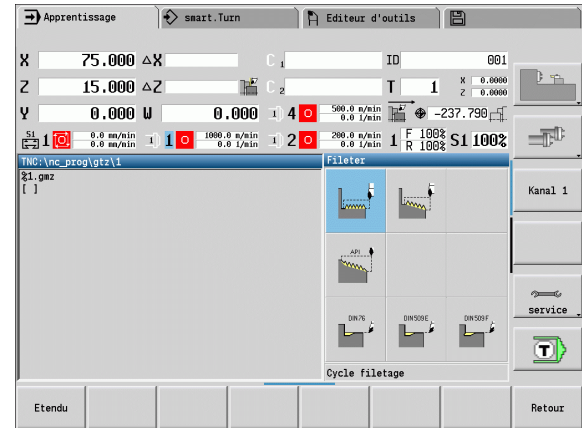 Apprentissage smart.Turn Editeur d'outils
X 75.000 △X C 1 ID 001
Z 15.000 △Z C 2 T 1 X 0.0000
Z 0.0000
Y 0.000 U 0.000 4 500.0 m/min
0.0 1/min -237.790
S1 1 0.0 mm/min
0.0 mm/min 1 1000.0 m/min
0.0 1/min 2 200.0 m/min
0.0 1/min 1 F 100%
R 100% S1 100%
TNC:\nc_prog\gtz\1 Fileter
%1.gmz
[ ]
API
DIN76 DIN509E DIN509F
Cycle filetage
Kanal 1
service
T
Etendu Retour